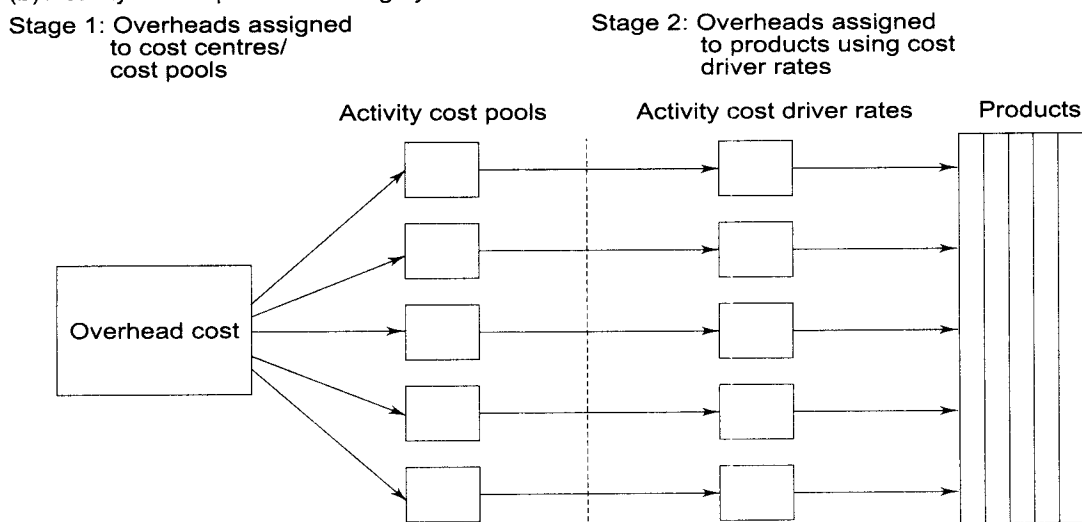 Stage 1: Overheads assigned
to cost centres/
cost pools
Stage 2: Overheads assigned
to products using cost
driver rates
Activity cost pools
Activity cost driver rates
Products
Overhead cost